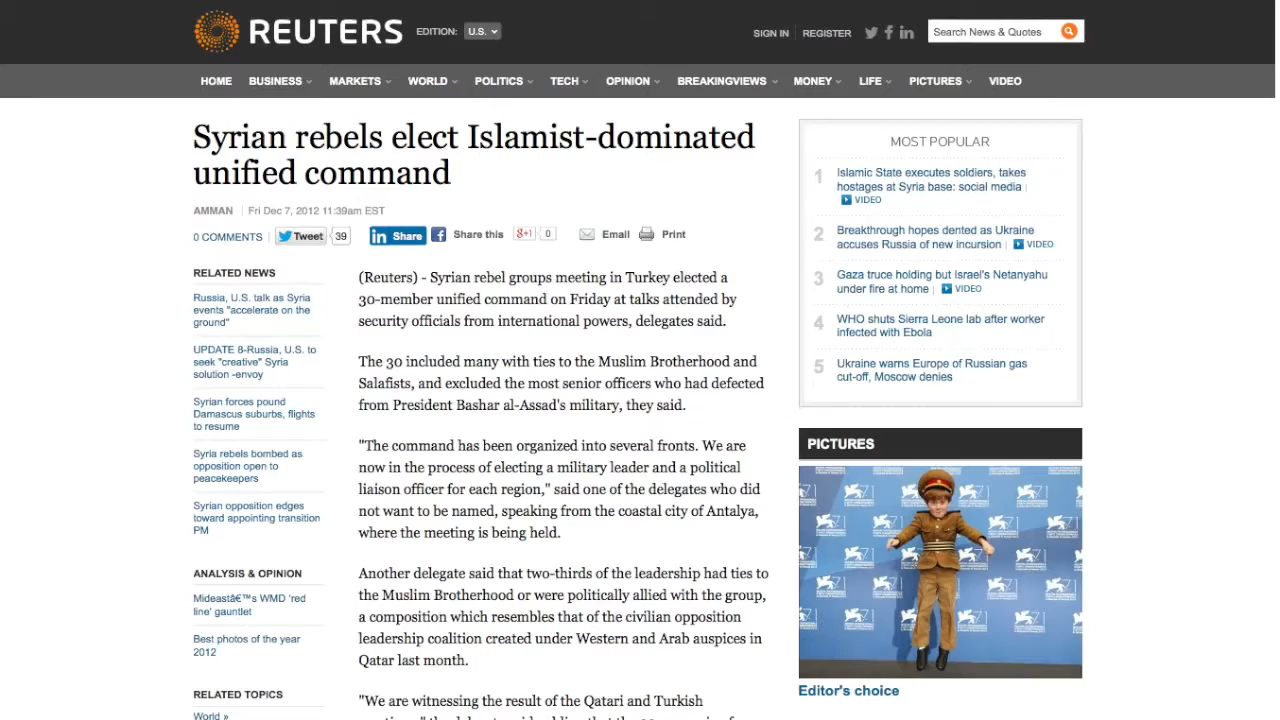 REUTERS
EDITION:
U.S.
SIGN IN
REGISTER
Search News & Quotes
HOME
BUSINESS
MARKETS
WORLD
POLITICS
TECH
OPINION
BREAKINGVIEWS
MONEY
LIFE
PICTURES
VIDEO
Syrian rebels elect Islamist-dominated
unified command
AMMAN | Fri Dec 7, 2012 11:39am EST
0 COMMENTS
Tweet
39
in Share
Share this
g+1
0
Email
Print
RELATED NEWS
Russia, U.S. talk as Syria
events "accelerate on the
ground"
UPDATE 8-Russia, U.S. to
seek "creative" Syria
solution -envoy
Syrian forces pound
Damascus suburbs, flights
to resume
Syria rebels bombed as
opposition open to
peacekeepers
Syrian opposition edges
toward appointing transition
PM
ANALYSIS & OPINION
Mideastâ€™s WMD 'red
line' gauntlet
Best photos of the year
2012
RELATED TOPICS
World »
(Reuters) - Syrian rebel groups meeting in Turkey elected a
30-member unified command on Friday at talks attended by
security officials from international powers, delegates said.
The 30 included many with ties to the Muslim Brotherhood and
Salafists, and excluded the most senior officers who had defected
from President Bashar al-Assad's military, they said.
"The command has been organized into several fronts. We are
now in the process of electing a military leader and a political
liaison officer for each region," said one of the delegates who did
not want to be named, speaking from the coastal city of Antalya,
where the meeting is being held.
Another delegate said that two-thirds of the leadership had ties to
the Muslim Brotherhood or were politically allied with the group,
a composition which resembles that of the civilian opposition
leadership coalition created under Western and Arab auspices in
Qatar last month.
"We are witnessing the result of the Qatari and Turkish
MOST POPULAR
1 Islamic State executes soldiers, takes
hostages at Syria base: social media |
VIDEO
2 Breakthrough hopes dented as Ukraine
accuses Russia of new incursion | VIDEO
3 Gaza truce holding but Israel's Netanyahu
under fire at home | VIDEO
4 WHO shuts Sierra Leone lab after worker
infected with Ebola
5 Ukraine warns Europe of Russian gas
cut-off, Moscow denies
PICTURES
Editor's choice